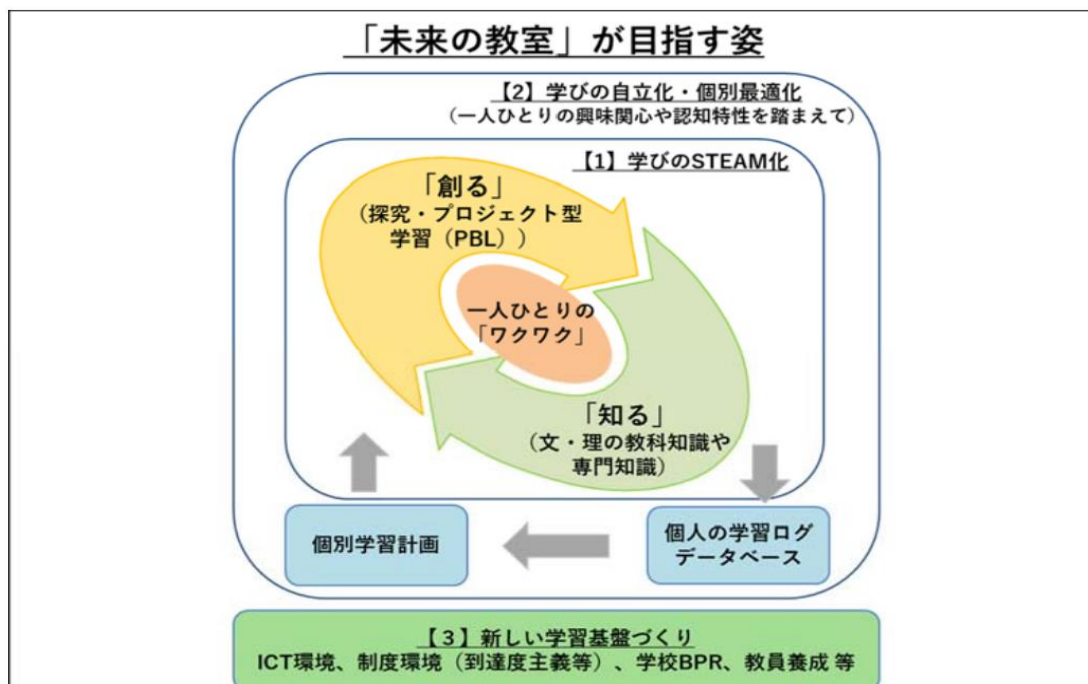 「未来の教室」が目指す姿
【2】学びの自立化・個別最適化
（一人ひとりの興味関心や認知特性を踏まえて）
【1】学びのSTEAM化
「創る」
（探究・プロジェクト型
学習（PBL））
一人ひとりの
「ワクワク」
「知る」
（文・理の教科知識や
専門知識）
個別学習計画
個人の学習ログ
データベース
【３】新しい学習基盤づくり
ICT環境、制度環境（到達度主義等）、学校BPR、教員養成 等